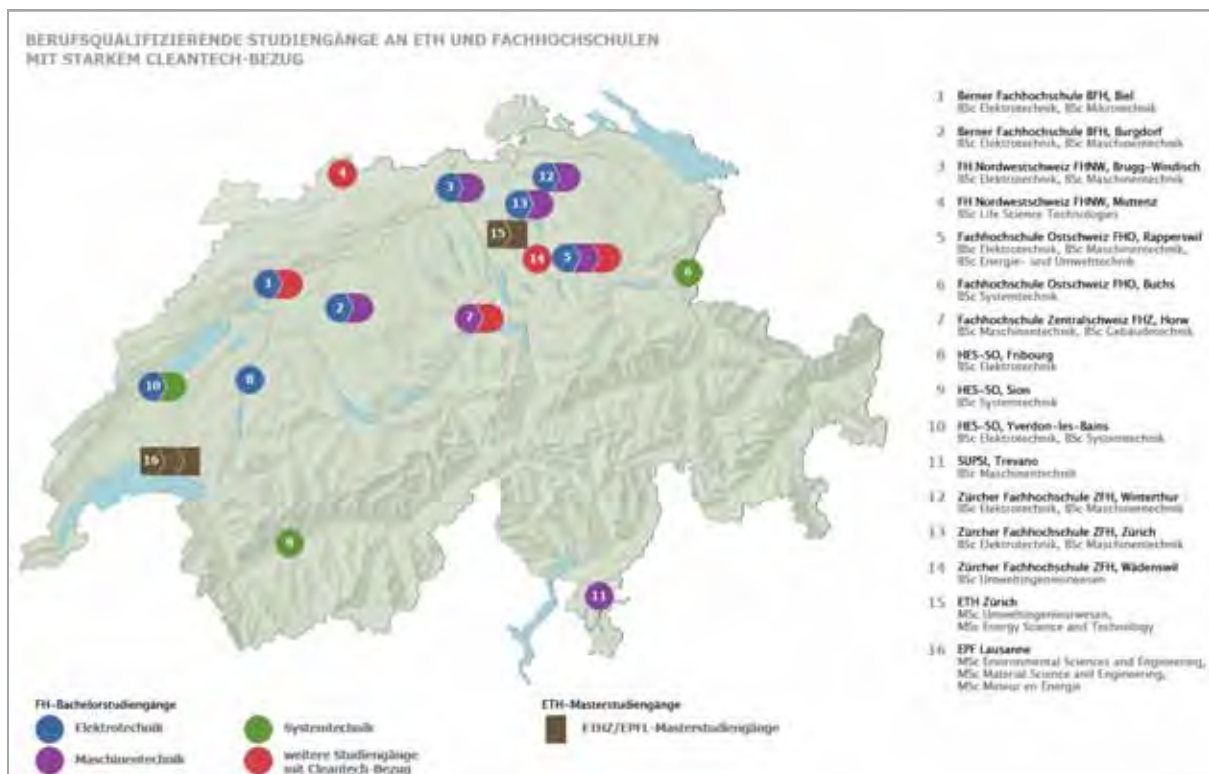 BERUFSQUALIFIZIERENDE STUDIENGÄNGE AN ETH UND FACHHOCHSCHULEN
MIT STARKEM CLEANTECH-BEZUG
1 Berner Fachhochschule BFH, Biel
BSc Elektrotechnik, BSc Mikrotechnik
2 Berner Fachhochschule BFH, Burgdorf
BSc Elektrotechnik, BSc Maschinentechnik
3 FH Nordwestschweiz FHNW, Brugg-Windisch
BSc Elektrotechnik, BSc Maschinentechnik
4 FH Nordwestschweiz FHNW, Muttenz
BSc Life Science Technologies
5 Fachhochschule Ostschweiz FHO, Rapperswil
BSc Elektrotechnik, BSc Maschinentechnik,
BSc Energie- und Umwelttechnik
6 Fachhochschule Ostschweiz FHO, Buchs
BSc Systemtechnik
7 Fachhochschule Zentralschweiz FHZ, Horw
BSc Maschinentechnik, BSc Gebäudetechnik
8 HES-SO, Fribourg
BSc Elektrotechnik
9 HES-SO, Sion
BSc Systemtechnik
10 HES-SO, Yverdon-les-Bains
BSc Elektrotechnik, BSc Systemtechnik
11 SUPSI, Trevano
BSc Maschinentechnik
12 Zürcher Fachhochschule ZFH, Winterthur
BSc Elektrotechnik, BSc Maschinentechnik
13 Zürcher Fachhochschule ZFH, Zürich
BSc Elektrotechnik, BSc Maschinentechnik
14 Zürcher Fachhochschule ZFH, Wädenswil
BSc Umweltingenieurwesen
15 ETH Zürich
MSc Umweltingenieurwesen,
MSc Energy Science and Technology
16 EPF Lausanne
MSc Environmental Sciences and Engineering,
MSc Material Science and Engineering,
MSc Mineur en Energie
4
12
3
13
15
14
5
6
1
2
7
10
8
16
9
11
FH-Bachelorstudiengänge
Elektrotechnik
Maschinentechnik
Systemtechnik
weitere Studiengänge
mit Cleantech-Bezug
ETH-Masterstudiengänge
ETHZ/EPFL-Masterstudiengänge